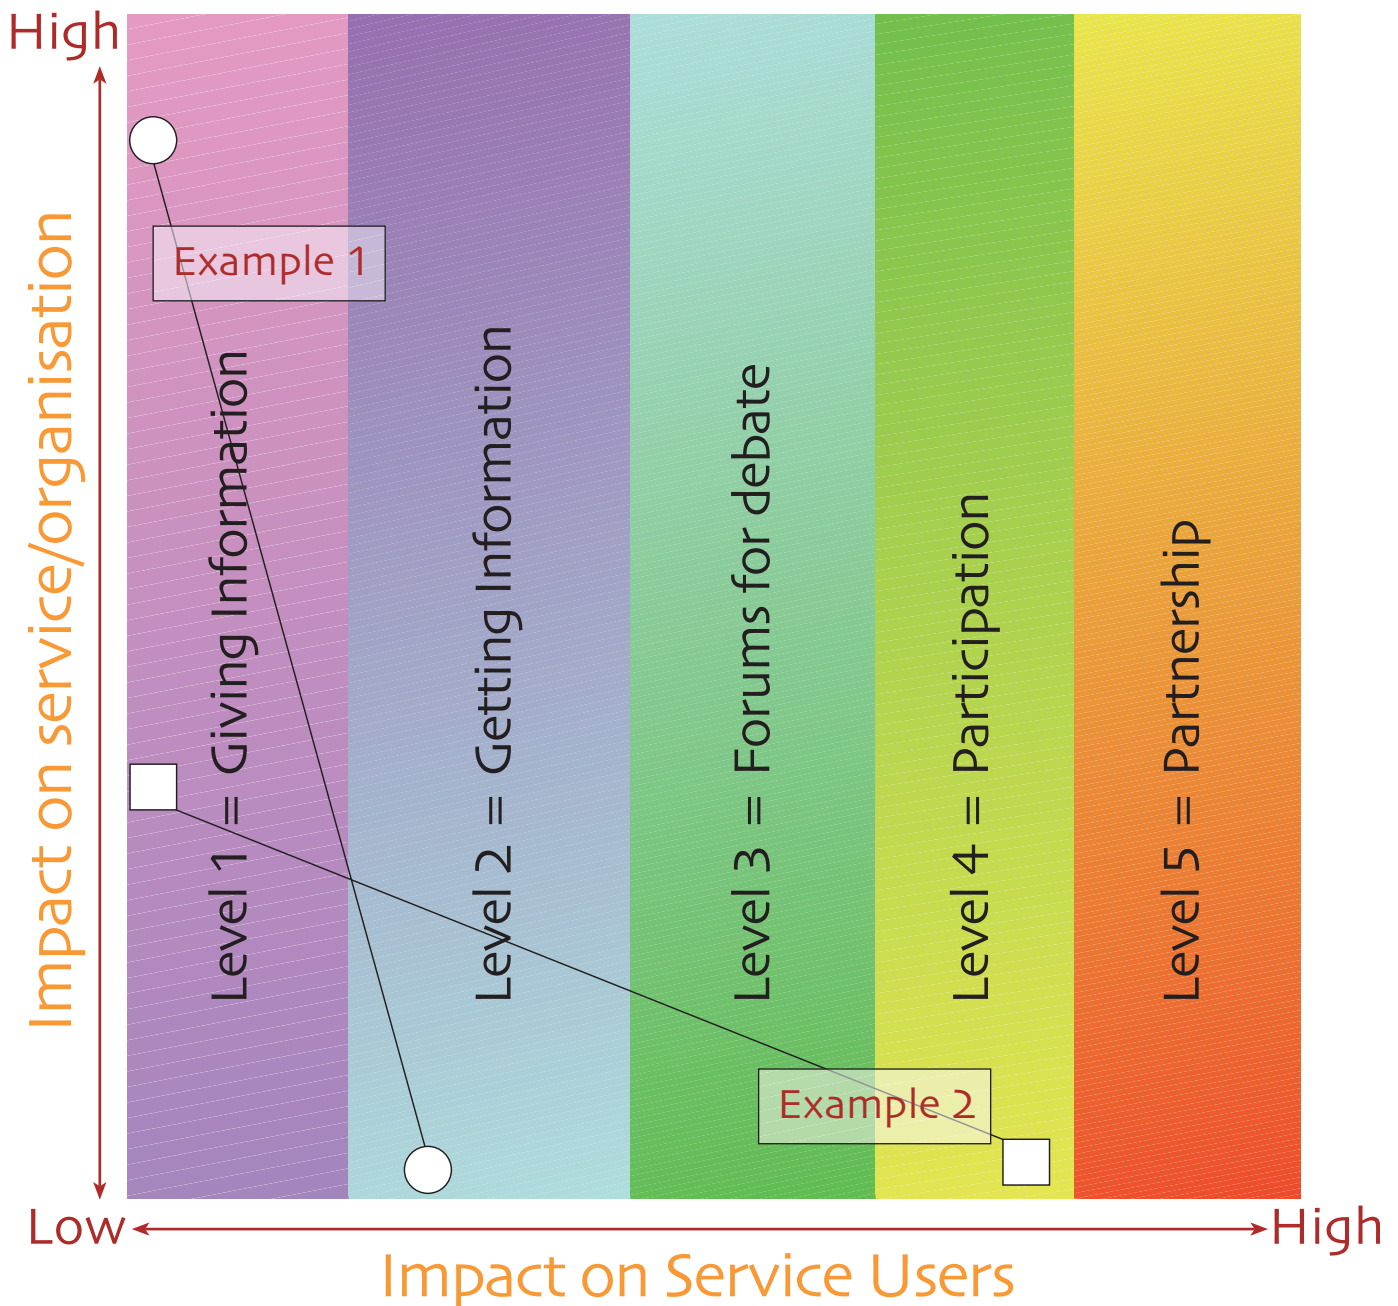 High
Impact on service/organisation
Example 1
Level 1 = Giving Information
Level 2 = Getting Information
Level 3 = Forums for debate
Level 4 = Participation
Level 5 = Partnership
Example 2
Low
High
Impact on Service Users